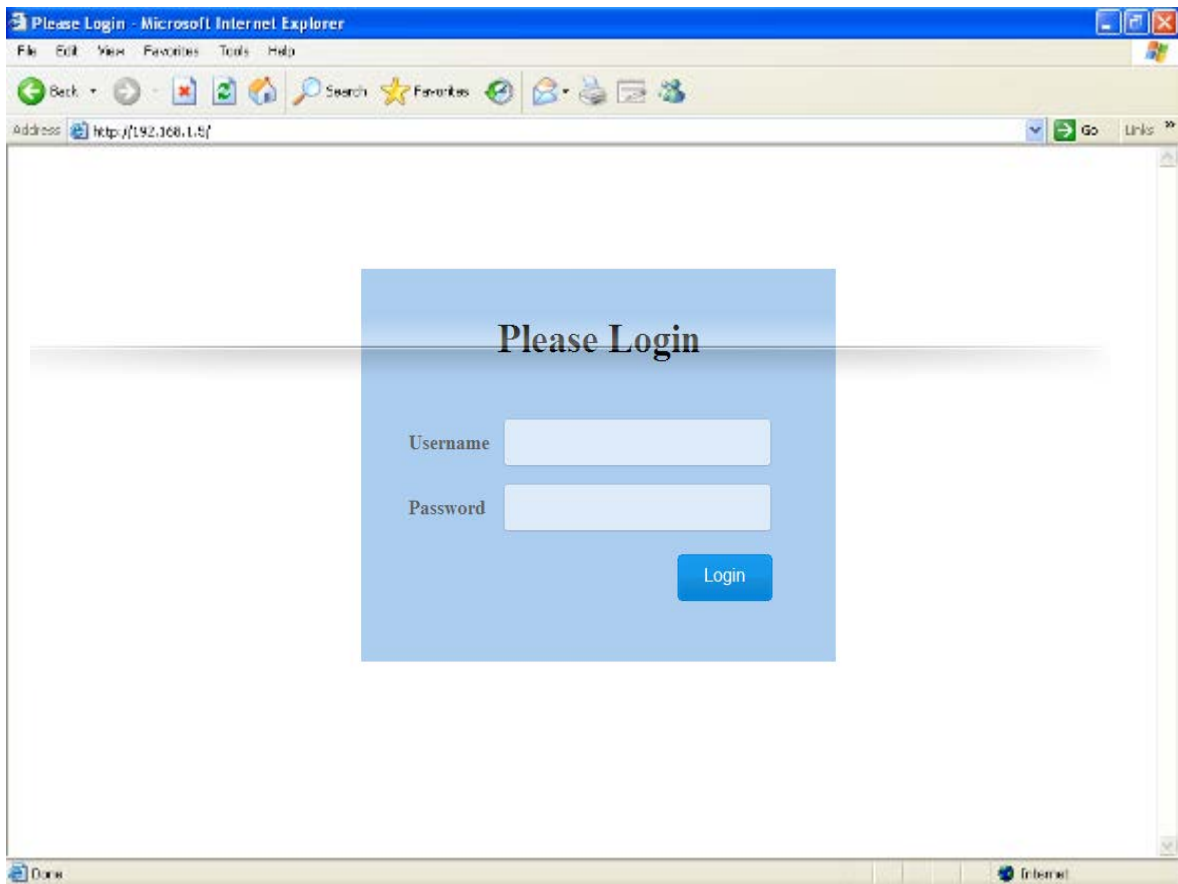 Please Login - Microsoft Internet Explorer
File Edit View Favorites Tools Help
Back Search Favorites
Address http://192.168.1.5/ Go Links »
Please Login
Username
Password
Login
Done Internet